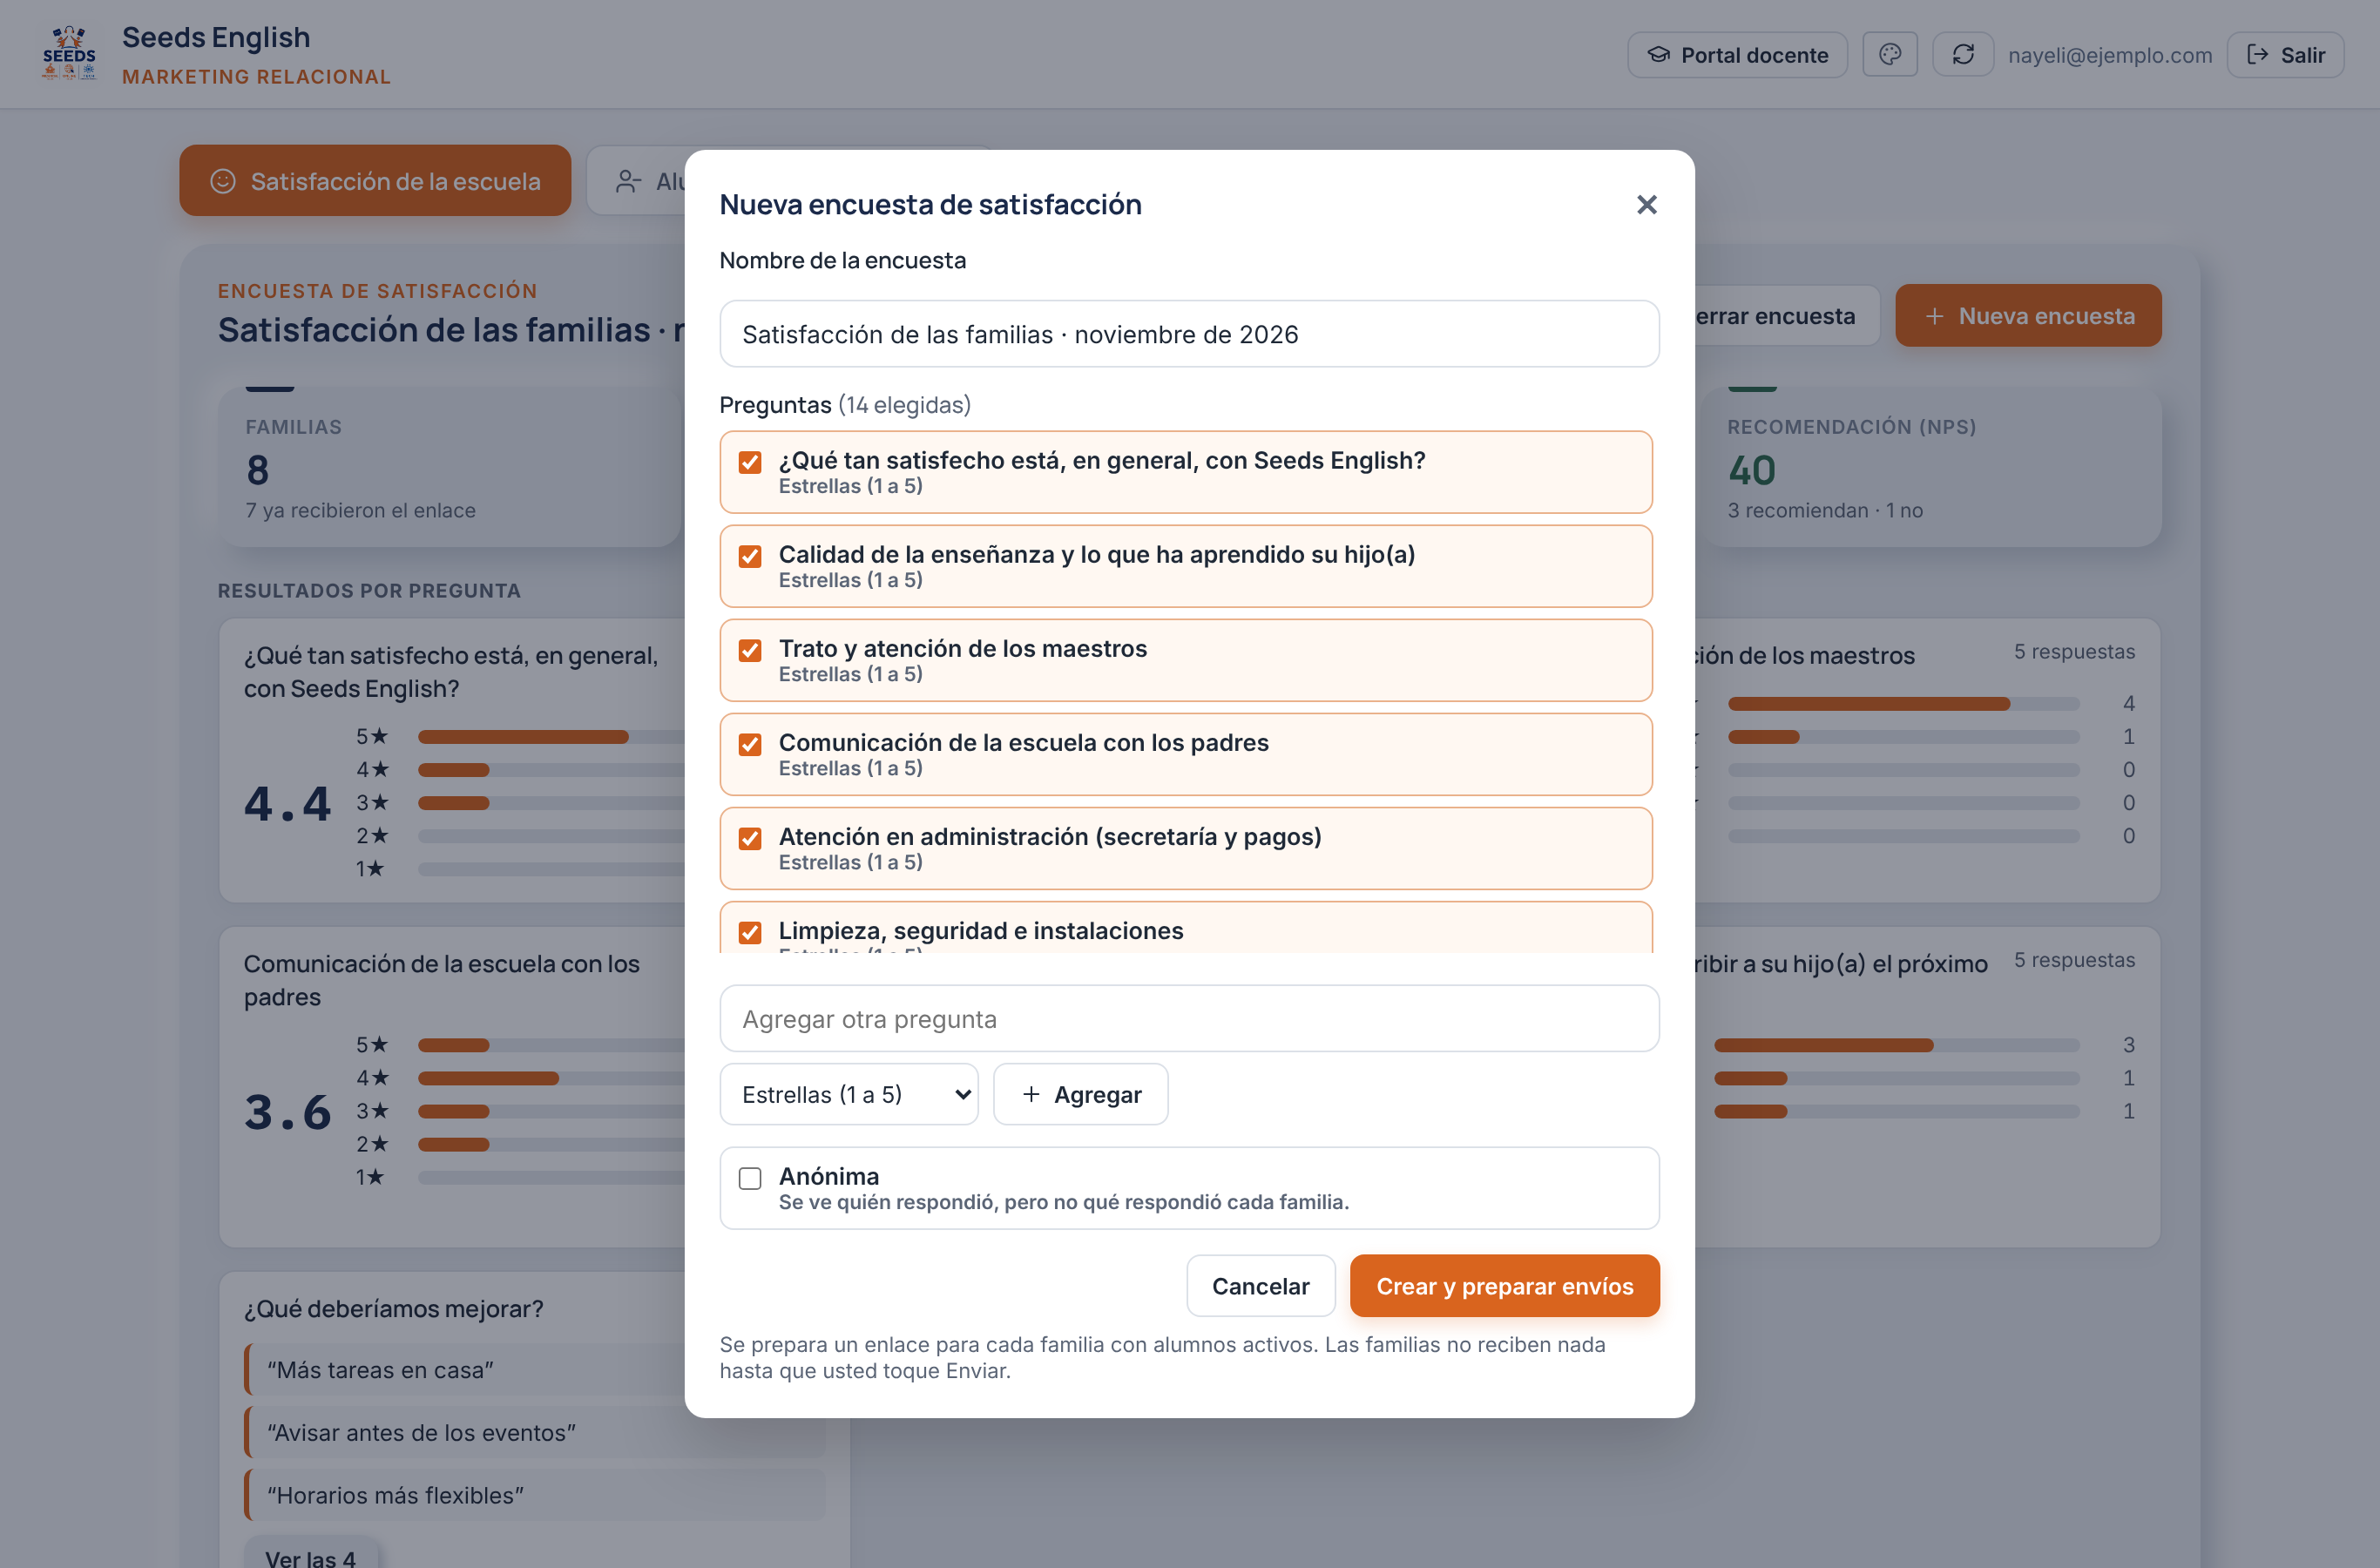 SEEDS
Seeds English
MARKETING RELACIONAL
Portal docente
nayeli@ejemplo.com
Salir
Satisfacción de la escuela
ENCUESTA DE SATISFACCIÓN
Satisfacción de las familias ·
errar encuesta
+ Nueva encuesta
FAMILIAS
8
7 ya recibieron el enlace
RECOMENDACIÓN (NPS)
40
3 recomiendan · 1 no
RESULTADOS POR PREGUNTA
¿Qué tan satisfecho está, en general,
con Seeds English?
4.4
5★
4★
3★
2★
1★
ción de los maestros
5 respuestas
4
1
0
0
0
Comunicación de la escuela con los
padres
3.6
5★
4★
3★
2★
1★
ribir a su hijo(a) el próximo
5 respuestas
3
1
1
¿Qué deberíamos mejorar?
“Más tareas en casa”
“Avisar antes de los eventos”
“Horarios más flexibles”
Ver las 4
Nueva encuesta de satisfacción
Nombre de la encuesta
Satisfacción de las familias · noviembre de 2026
Preguntas (14 elegidas)
¿Qué tan satisfecho está, en general, con Seeds English?
Estrellas (1 a 5)
Calidad de la enseñanza y lo que ha aprendido su hijo(a)
Estrellas (1 a 5)
Trato y atención de los maestros
Estrellas (1 a 5)
Comunicación de la escuela con los padres
Estrellas (1 a 5)
Atención en administración (secretaría y pagos)
Estrellas (1 a 5)
Limpieza, seguridad e instalaciones
Estrellas (1 a 5)
Agregar otra pregunta
Estrellas (1 a 5)
+ Agregar
Anónima
Se ve quién respondió, pero no qué respondió cada familia.
Cancelar
Crear y preparar envíos
Se prepara un enlace para cada familia con alumnos activos. Las familias no reciben nada
hasta que usted toque Enviar.